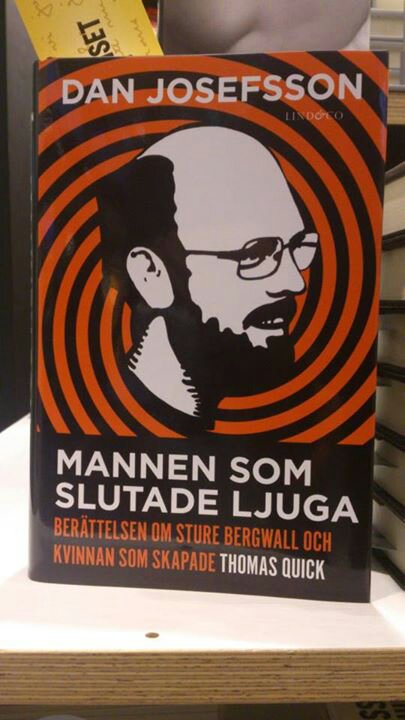 DAN JOSEFSSON
LIND&CO
MANNEN SOM
SLUTADE LJUGA
BERÄTTELSEN OM STURE BERGWALL OCH
KVINNAN SOM SKAPADE THOMAS QUICK